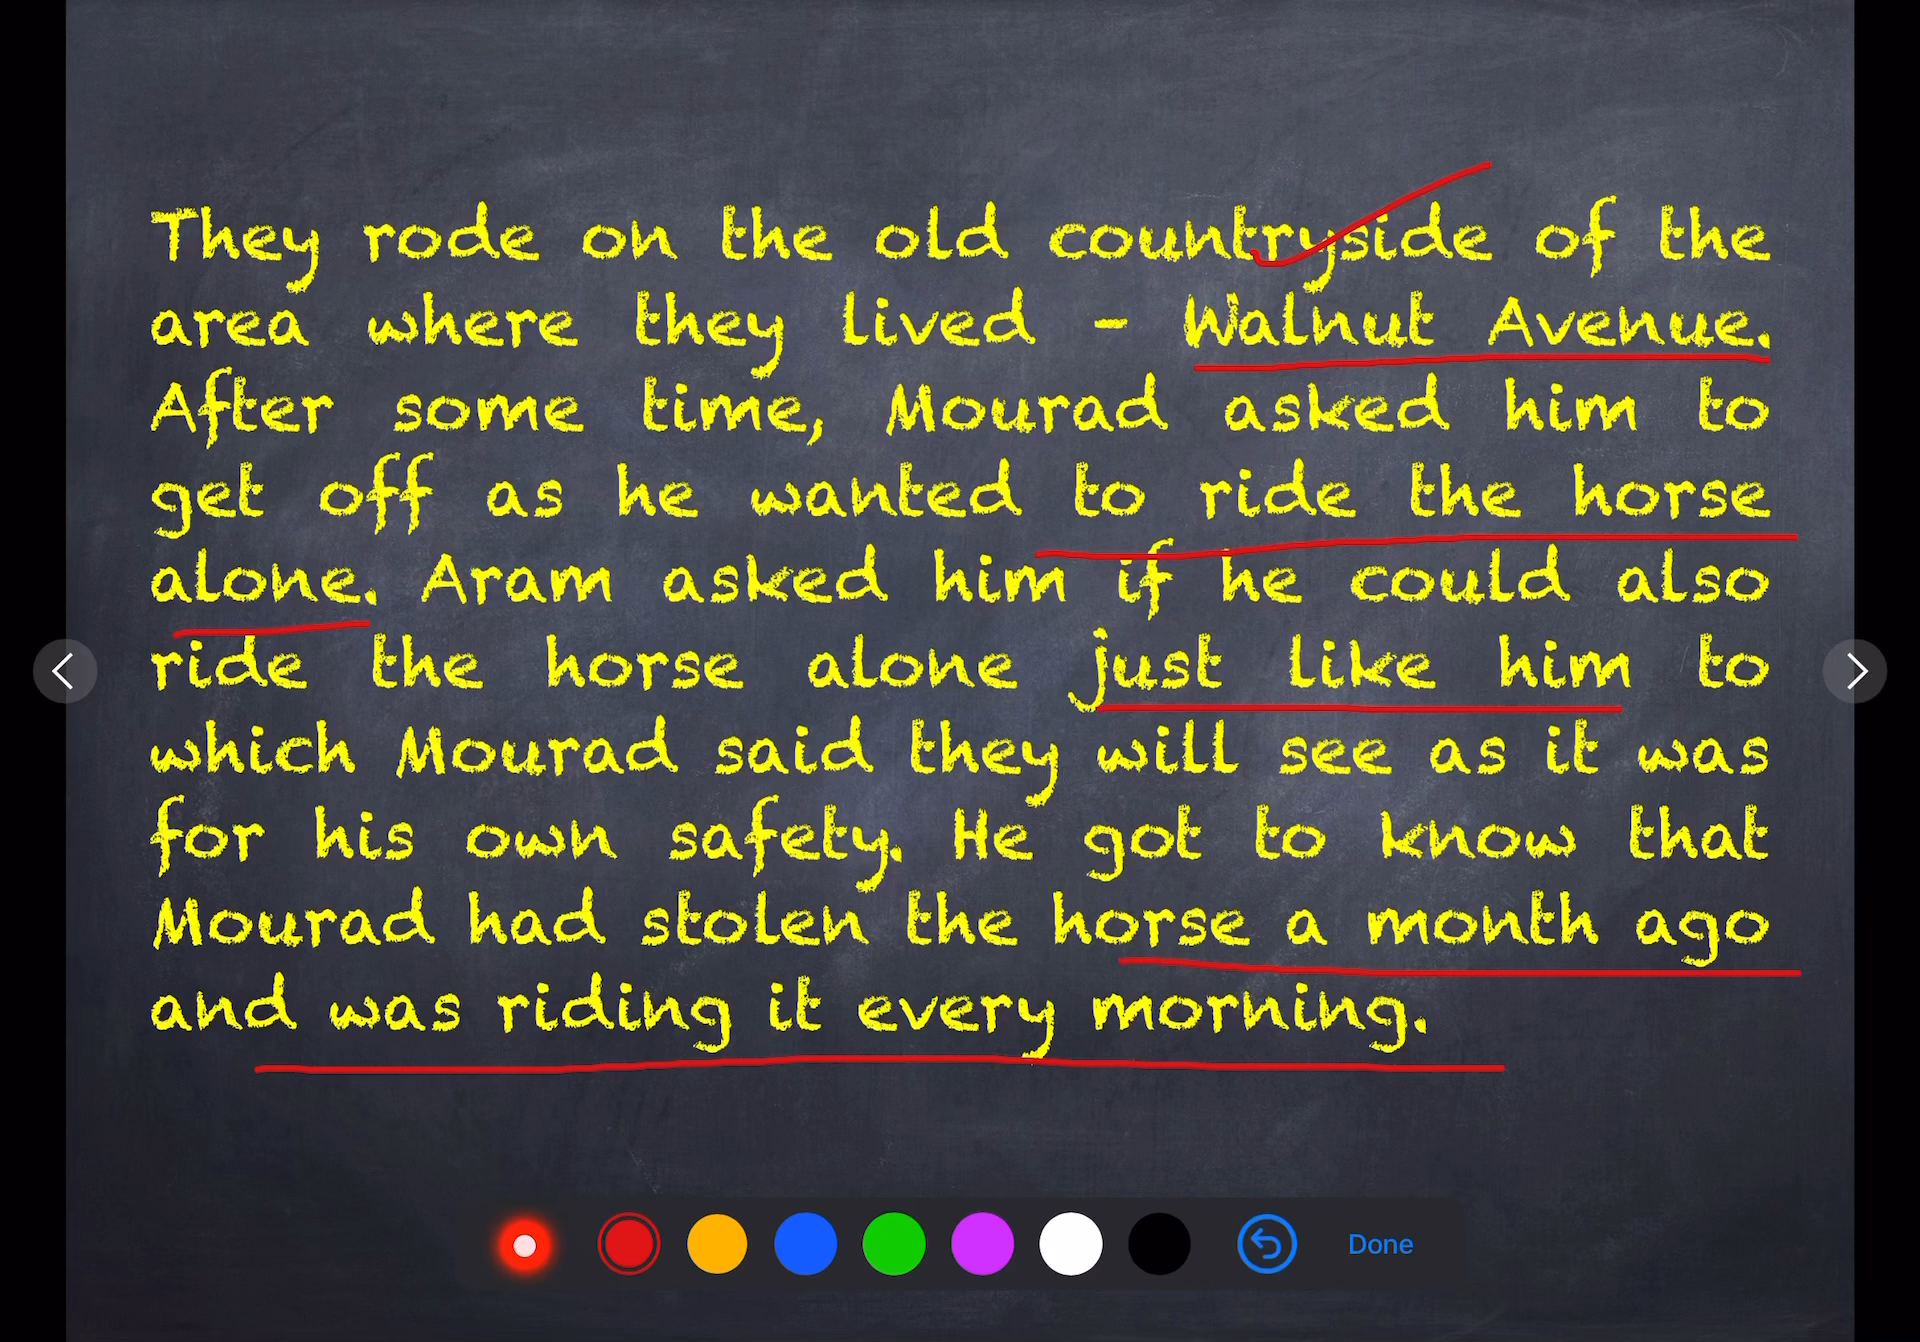 They rode on the old countryside of the
area where they lived - Walnut Avenue.
After some time, Mourad asked him to
get off as he wanted to ride the horse
alone. Aram asked him if he could also
ride the horse alone just like him to
which Mourad said they will see as it was
for his own safety. He got to know that
Mourad had stolen the horse a month ago
and was riding it every morning.
Done